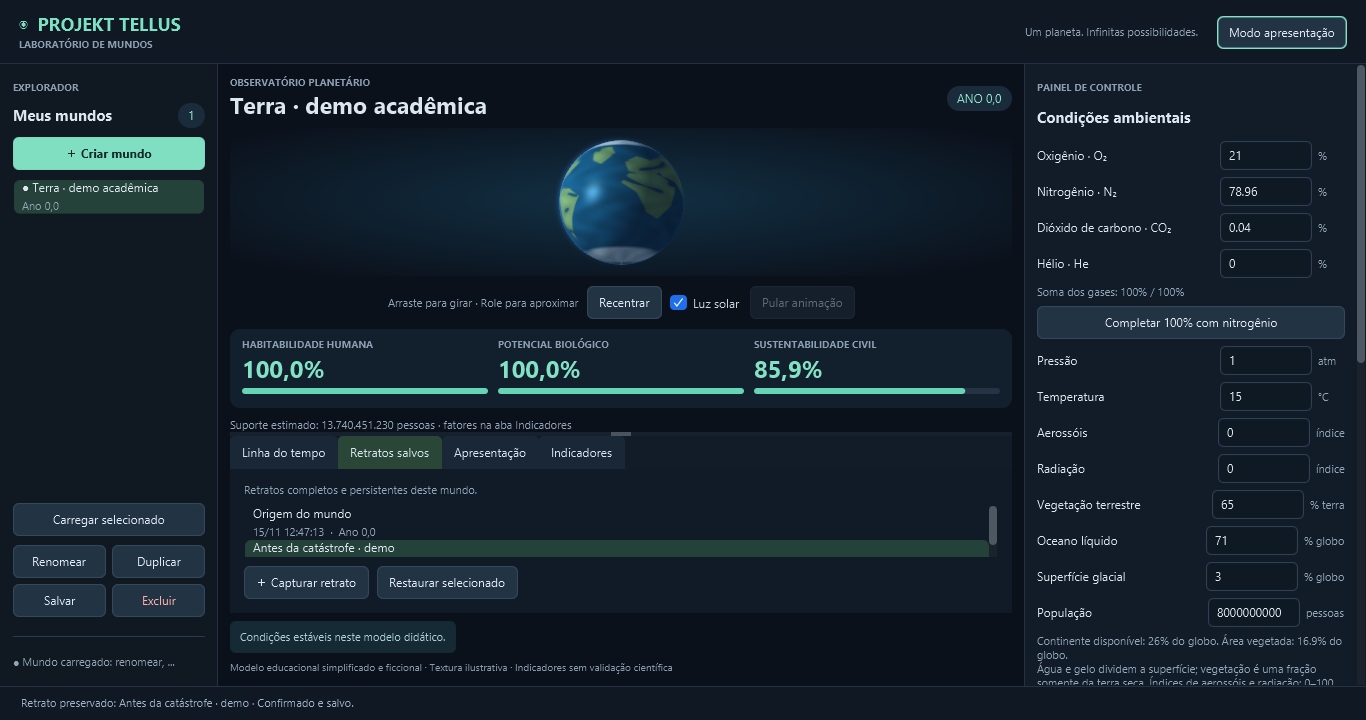 PROJEKT TELLUS
LABORATÓRIO DE MUNDOS
Um planeta. Infinitas possibilidades.
Modo apresentação
EXPLORADOR
Meus mundos
1
+ Criar mundo
● Terra · demo acadêmica
Ano 0,0
Carregar selecionado
Renomear
Duplicar
Salvar
Excluir
● Mundo carregado: renomear, ...
OBSERVATÓRIO PLANETÁRIO
Terra · demo acadêmica
ANO 0,0
Arraste para girar · Role para aproximar
Recentrar
Luz solar
Pular animação
HABITABILIDADE HUMANA
100,0%
POTENCIAL BIOLÓGICO
100,0%
SUSTENTABILIDADE CIVIL
85,9%
Suporte estimado: 13.740.451.230 pessoas · fatores na aba Indicadores
Linha do tempo
Retratos salvos
Apresentação
Indicadores
Retratos completos e persistentes deste mundo.
Origem do mundo
15/11 12:47:13 · Ano 0,0
Antes da catástrofe · demo
+ Capturar retrato
Restaurar selecionado
Condições estáveis neste modelo didático.
Modelo educacional simplificado e ficcional · Textura ilustrativa · Indicadores sem validação científica
PAINEL DE CONTROLE
Condições ambientais
Oxigênio · O₂ 21 %
Nitrogênio · N₂ 78.96 %
Dióxido de carbono · CO₂ 0.04 %
Hélio · He 0 %
Soma dos gases: 100% / 100%
Completar 100% com nitrogênio
Pressão 1 atm
Temperatura 15 °C
Aerossóis 0 índice
Radiação 0 índice
Vegetação terrestre 65 % terra
Oceano líquido 71 % globo
Superfície glacial 3 % globo
População 8000000000 pessoas
Continente disponível: 26% do globo. Área vegetada: 16.9% do
globo.
Água e gelo dividem a superfície; vegetação é uma fração
somente da terra seca. Índices de aerossóis e radiação: 0–100
Retrato preservado: Antes da catástrofe · demo · Confirmado e salvo.